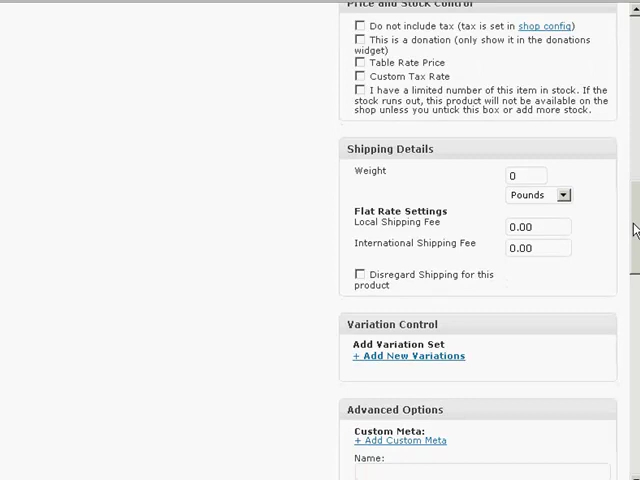 Price and Stock Control
Do not include tax (tax is set in shop config)
This is a donation (only show it in the donations
widget)
Table Rate Price
Custom Tax Rate
I have a limited number of this item in stock. If the
stock runs out, this product will not be available on the
shop unless you untick this box or add more stock.
Shipping Details
Weight
0
Pounds
Flat Rate Settings
Local Shipping Fee
0.00
International Shipping Fee
0.00
Disregard Shipping for this
product
Variation Control
Add Variation Set
+ Add New Variations
Advanced Options
Custom Meta:
+ Add Custom Meta
Name: